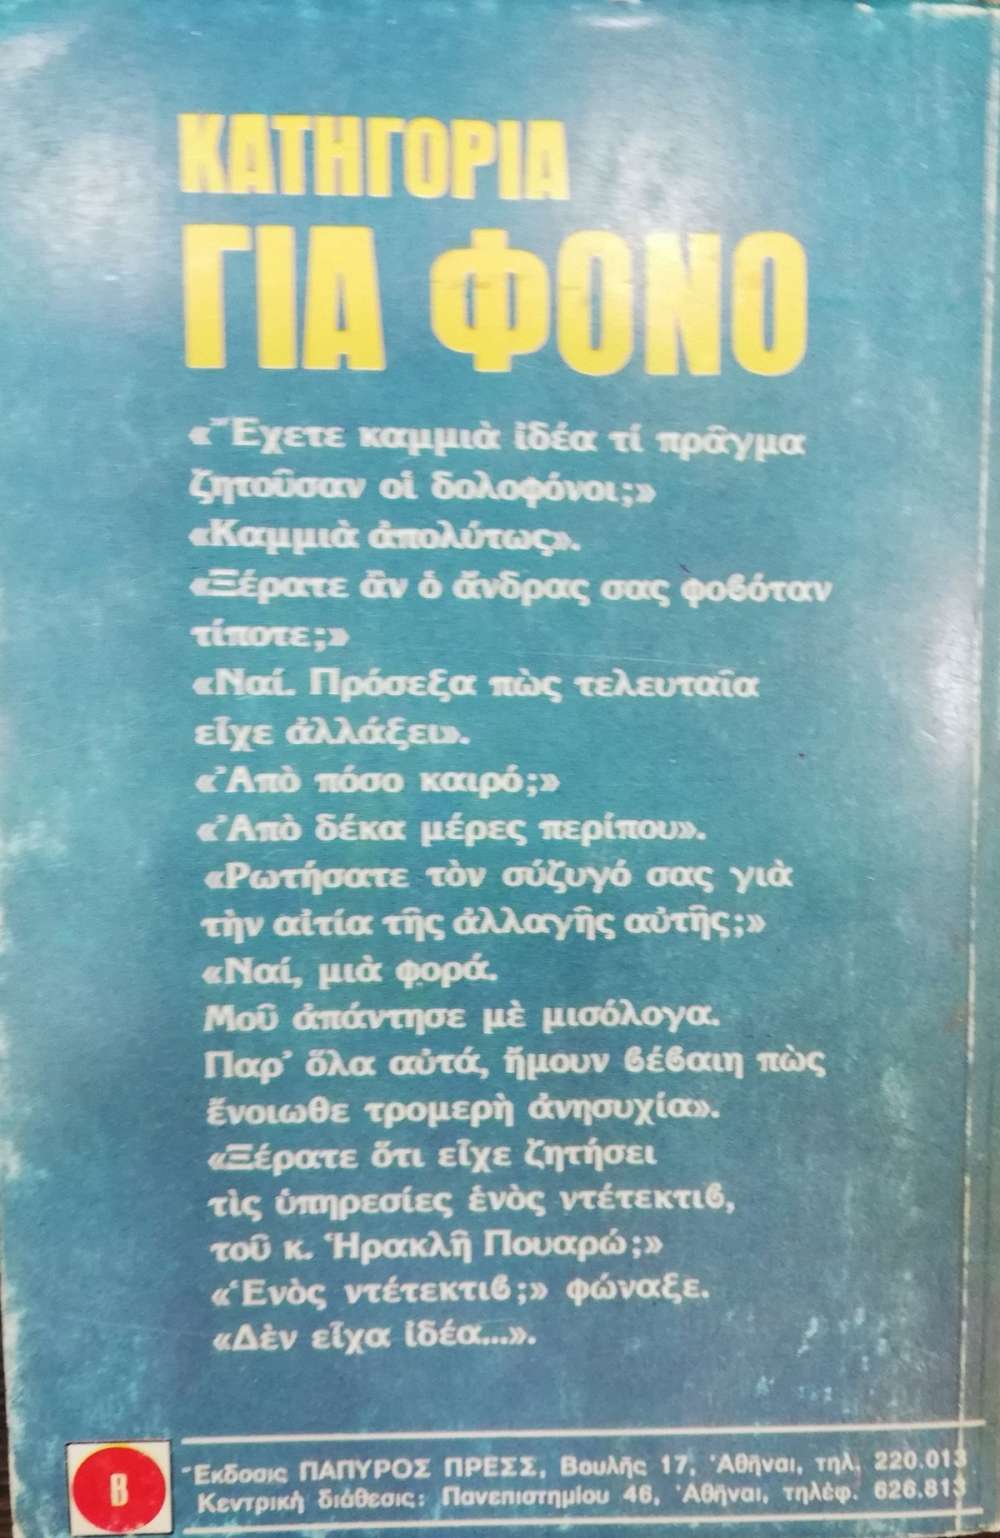 ΚΑΤΗΓΟΡΙΑ
ΓΙΑ ΦΟΝΟ
«Ἔχετε καμμιὰ ἰδέα τί πρᾶγμα
ζητοῦσαν οἱ δολοφόνοι;»
«Καμμιὰ ἀπολύτως».
«Ξέρατε ἂν ὁ ἄνδρας σας φοϐόταν
τίποτε;»
«Ναί. Πρόσεξα πὼς τελευταῖα
εἶχε ἀλλάξει».
«Ἀπὸ πόσο καιρό;»
«Ἀπὸ δέκα μέρες περίπου».
«Ρωτήσατε τὸν σύζυγό σας γιὰ
τὴν αἰτία τῆς ἀλλαγῆς αὐτῆς;»
«Ναί, μιὰ φορά.
Μοῦ ἀπάντησε μὲ μισόλογα.
Παρ' ὅλα αὐτά, ἤμουν ϐέϐαιη πὼς
ἔνοιωθε τρομερὴ ἀνησυχία».
«Ξέρατε ὅτι εἶχε ζητήσει
τὶς ὑπηρεσίες ἑνὸς ντέτεκτιϐ,
τοῦ κ. Ἡρακλῆ Πουαρώ;»
«Ἑνὸς ντέτεκτιϐ;» φώναξε.
«Δὲν εἶχα ἰδέα...».
Β
Ἔκδοσις ΠΑΠΥΡΟΣ ΠΡΕΣΣ, Βουλῆς 17, Ἀθῆναι, τηλ. 220.013
Κεντρικὴ διάθεσις: Πανεπιστημίου 46, Ἀθῆναι, τηλέφ. 626.813